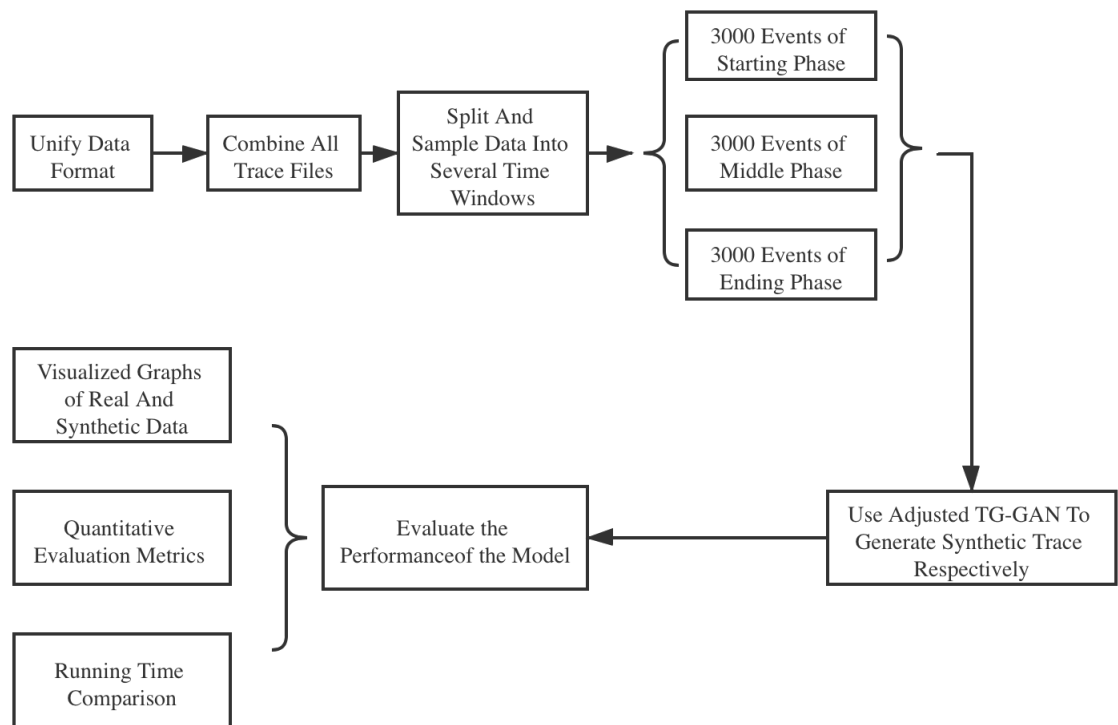 Unify Data
Format
Combine All
Trace Files
Split And
Sample Data Into
Several Time
Windows
3000 Events of
Starting Phase
3000 Events of
Middle Phase
3000 Events of
Ending Phase
Use Adjusted TG-GAN To
Generate Synthetic Trace
Respectively
Evaluate the
Performanceof the Model
Visualized Graphs
of Real And
Synthetic Data
Quantitative
Evaluation Metrics
Running Time
Comparison